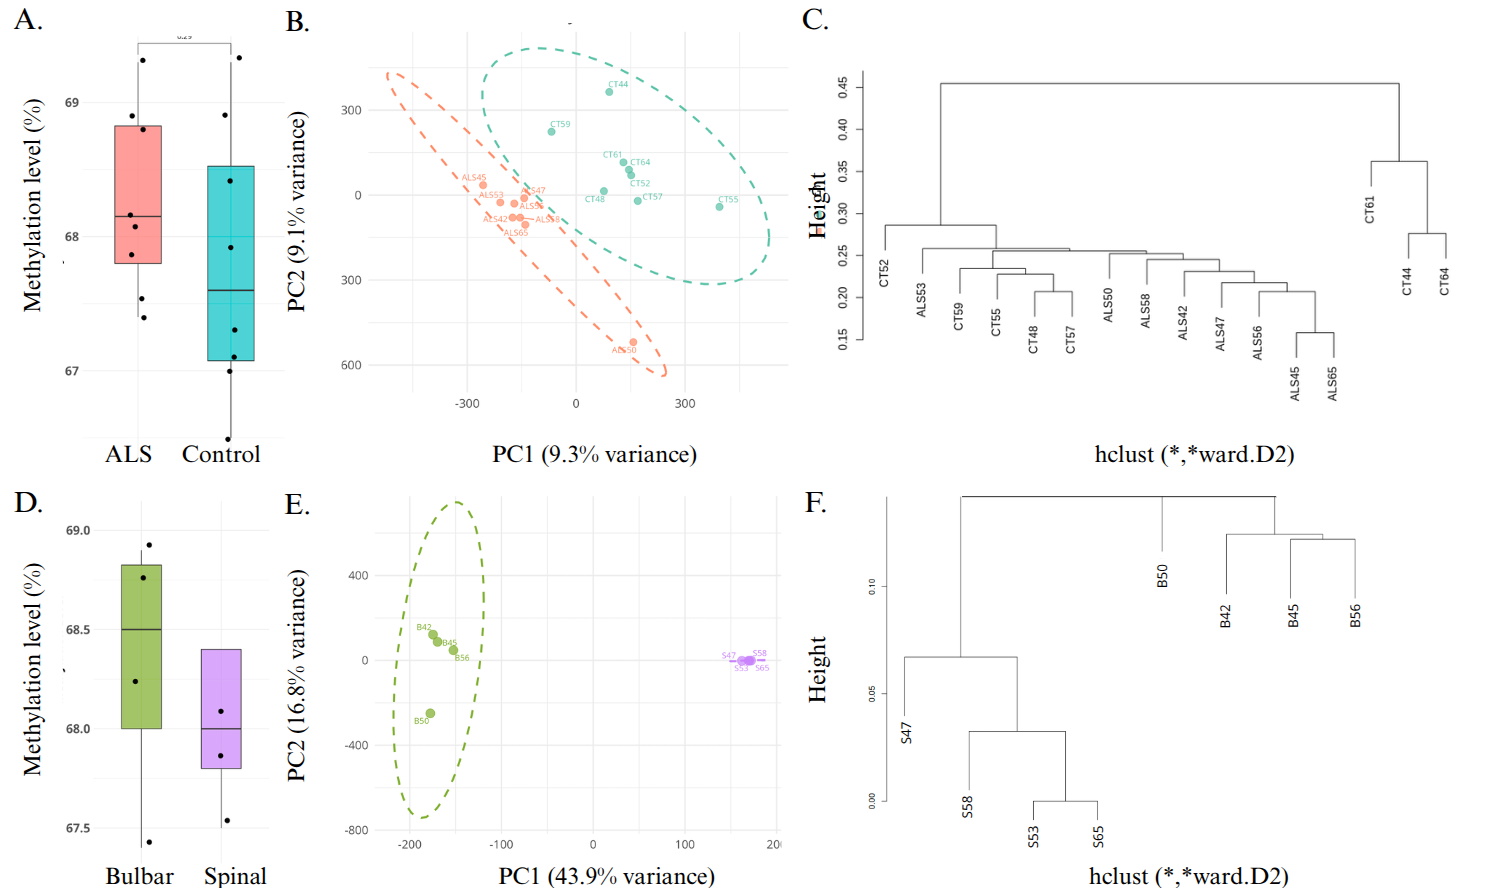 A.
B.
C.
Methylation level (%)
69
68
67
ALS
Control
PC2 (9.1% variance)
300
0
300
600
-300
0
300
CT44
CT59
CT61
CT64
CT52
CT48
CT57
CT55
ALS45
ALS53
ALS47
ALS42
ALS58
ALS65
ALS50
PC1 (9.3% variance)
Height
0.45
0.40
0.35
0.30
0.25
0.20
0.15
CT52
ALS53
CT59
CT55
CT48
CT57
ALS50
ALS58
ALS42
ALS47
ALS56
ALS45
ALS65
CT61
CT44
CT64
hclust (*,*ward.D2)
D.
E.
F.
Methylation level (%)
69.0
68.5
68.0
67.5
Bulbar
Spinal
PC2 (16.8% variance)
400
0
-400
-800
-200
-100
0
100
B42
B45
B56
B50
S47
S58
S53
S65
PC1 (43.9% variance)
Height
0.10
0.05
0.00
S47
S58
S53
S65
B50
B42
B45
B56
hclust (*,*ward.D2)